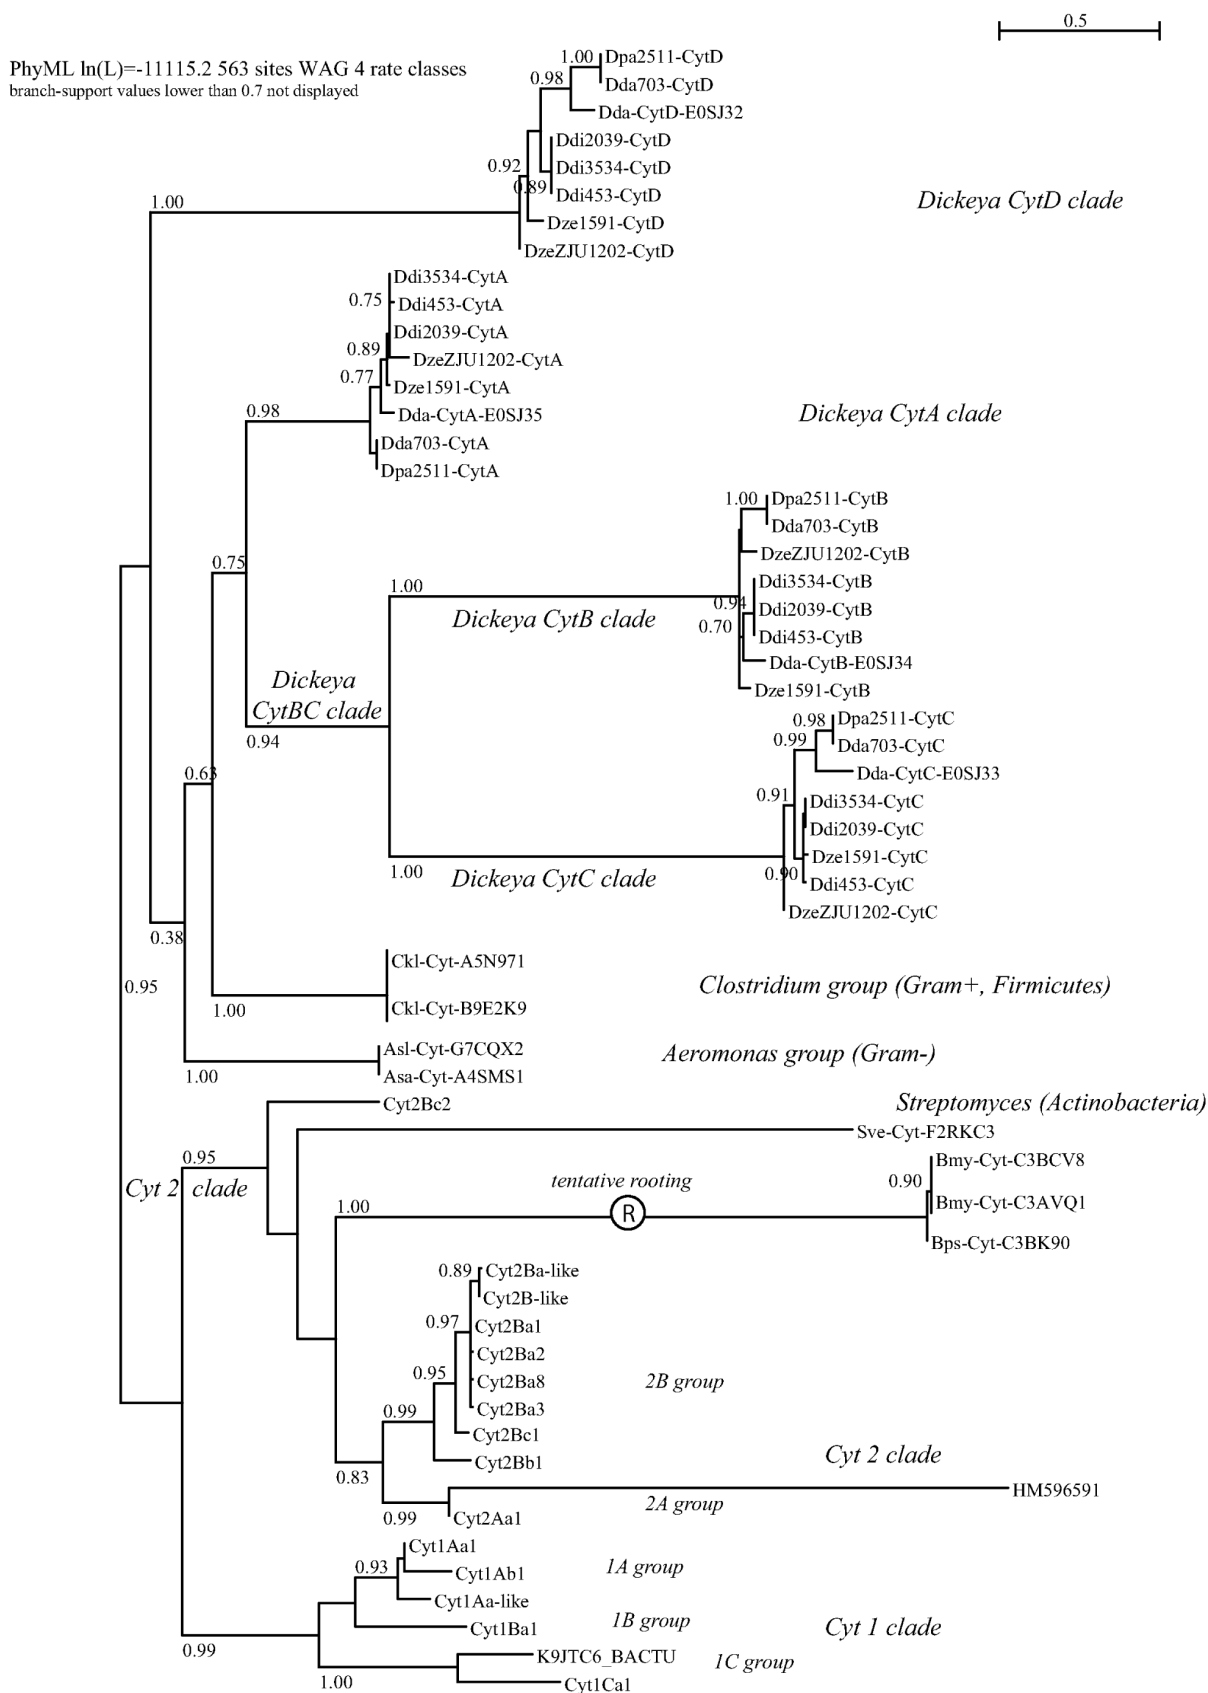 0.5
PhyML ln(L)=-11115.2 563 sites WAG 4 rate classes
branch-support values lower than 0.7 not displayed
1.00
Dpa2511-CytD
0.98
Dda703-CytD
Dda-CytD-E0SJ32
Ddi2039-CytD
0.92
Ddi3534-CytD
0.89
Ddi453-CytD
Dickeya CytD clade
1.00
Dze1591-CytD
DzeZJU1202-CytD
Ddi3534-CytA
0.75
Ddi453-CytA
Ddi2039-CytA
0.89
DzeZJU1202-CytA
0.77
Dze1591-CytA
0.98
Dda-CytA-E0SJ35
Dickeya CytA clade
Dda703-CytA
Dpa2511-CytA
1.00
Dpa2511-CytB
Dda703-CytB
DzeZJU1202-CytB
0.75
1.00
Ddi3534-CytB
0.94
Ddi2039-CytB
Dickeya CytB clade
0.70
Ddi453-CytB
Dda-CytB-E0SJ34
Dze1591-CytB
Dickeya
CytBC clade
0.94
0.98
Dpa2511-CytC
0.99
Dda703-CytC
0.63
Dda-CytC-E0SJ33
0.91
Ddi3534-CytC
Ddi2039-CytC
Dze1591-CytC
1.00
Dickeya CytC clade
0.90
Ddi453-CytC
DzeZJU1202-CytC
0.38
Ckl-Cyt-A5N971
0.95
Clostridium group (Gram+, Firmicutes)
1.00
Ckl-Cyt-B9E2K9
Asl-Cyt-G7CQX2
Aeromonas group (Gram-)
1.00
Asa-Cyt-A4SMS1
Cyt2Bc2
Streptomyces (Actinobacteria)
Sve-Cyt-F2RKC3
0.95
Bmy-Cyt-C3BCV8
Cyt 2 clade
tentative rooting
0.90
1.00
R
Bmy-Cyt-C3AVQ1
Bps-Cyt-C3BK90
0.89
Cyt2Ba-like
Cyt2B-like
0.97
Cyt2Ba1
Cyt2Ba2
0.95
Cyt2Ba8
2B group
0.99
Cyt2Ba3
Cyt2Bc1
Cyt2Bb1
Cyt 2 clade
0.83
HM596591
2A group
0.99
Cyt2Aa1
Cyt1Aa1
0.93
Cyt1Ab1
1A group
Cyt1Aa-like
1B group
Cyt1Ba1
Cyt 1 clade
0.99
K9JTC6_BACTU
1C group
1.00
Cyt1Ca1